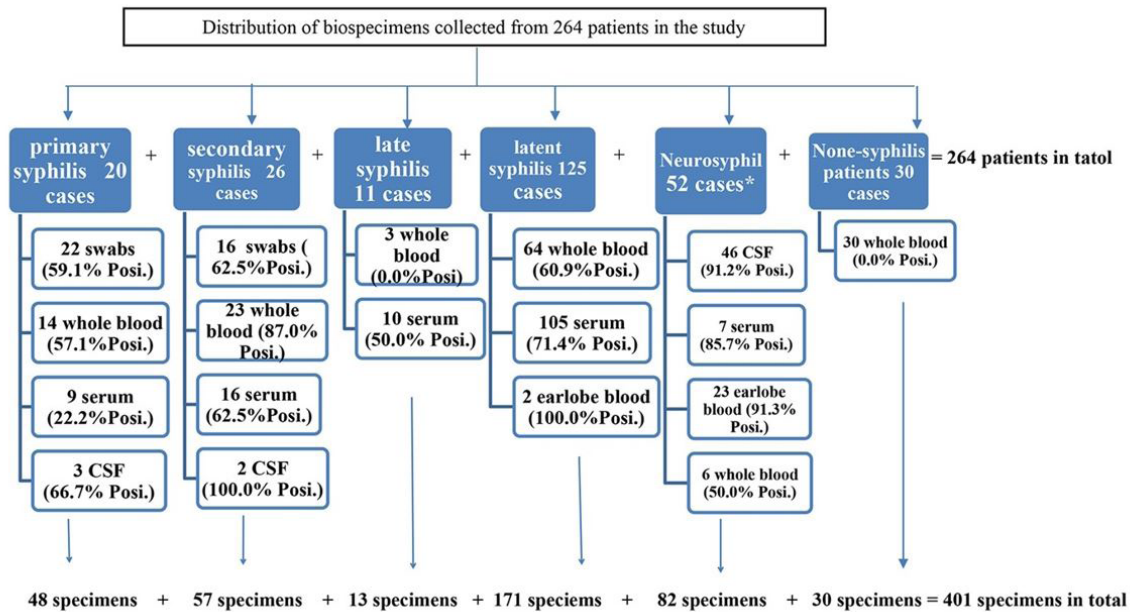 Distribution of biospecimens collected from 264 patients in the study
primary
syphilis 20
cases
+
secondary
syphilis 26
cases
+
late
syphilis
11 cases
+
latent
syphilis 125
cases
+
Neurosyphil
52 cases*
+
None-syphilis
patients 30
cases
= 264 patients in tatol
22 swabs
(59.1% Posi.)
14 whole blood
(57.1%Posi.)
9 serum
(22.2%Posi.)
3 CSF
(66.7% Posi.)
16 swabs (
62.5%Posi.)
23 whole
blood (87.0%
Posi.)
16 serum
(62.5%Posi.)
2 CSF
(100.0% Posi.)
3 whole
blood
(0.0%Posi)
10 serum
(50.0% Posi.)
64 whole blood
(60.9%Posi.)
105 serum
(71.4% Posi.)
2 earlobe blood
(100.0%Posi.)
46 CSF
(91.2% Posi.)
7 serum
(85.7% Posi.)
23 earlobe
blood (91.3%
Posi.)
6 whole blood
(50.0% Posi.)
30 whole blood
(0.0% Posi.)
48 specimens + 57 specimens + 13 specimens + 171 speciems + 82 specimens + 30 specimens = 401 specimens in total